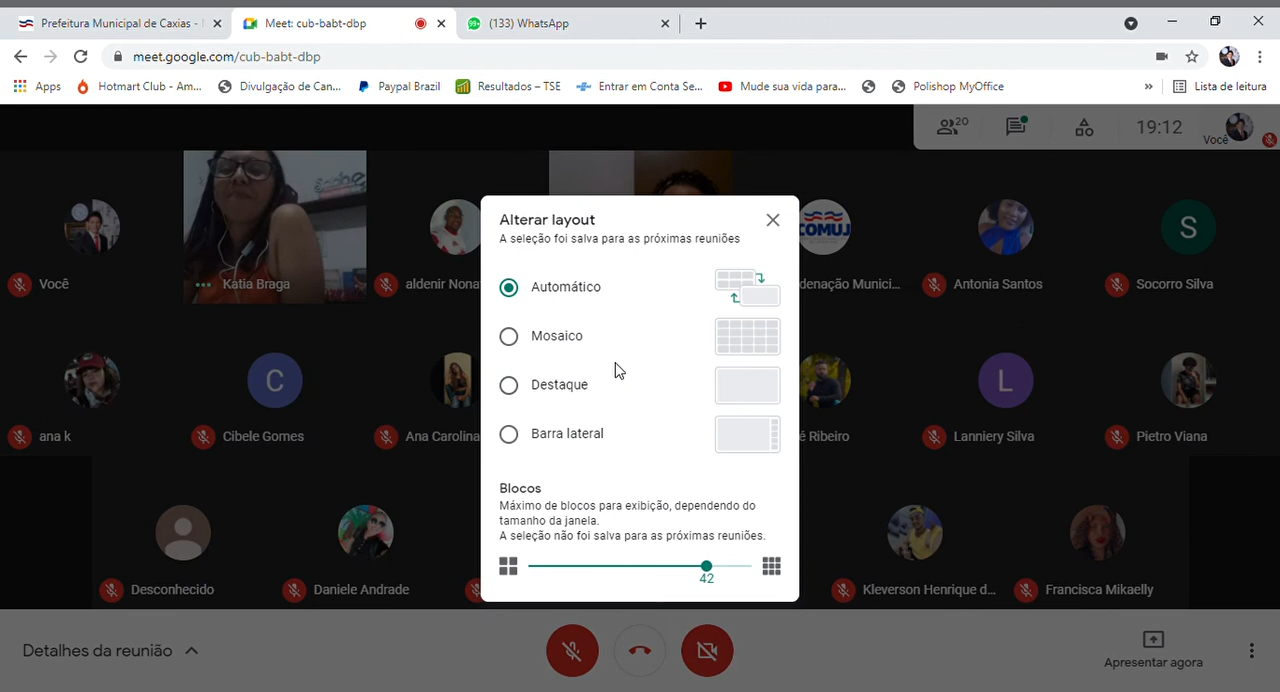 Prefeitura Municipal de Caxias -
Meet: cub-babt-dbp
99+
(133) WhatsApp
meet.google.com/cub-babt-dbp
Apps
Hotmart Club - Am...
Divulgação de Can...
Paypal Brazil
Resultados – TSE
Entrar em Conta Se...
Mude sua vida para...
Polishop MyOffice
»
Lista de leitura
20
19:12
Você
Alterar layout
A seleção foi salva para as próximas reuniões
Automático
Mosaico
Destaque
Barra lateral
Blocos
Máximo de blocos para exibição, dependendo do
tamanho da janela.
A seleção não foi salva para as próximas reuniões.
42
Você
Katia Braga
aldenir Nona
COMUJ
denação Munici...
Antonia Santos
S
Socorro Silva
ana k
C
Cibele Gomes
Ana Carolina
é Ribeiro
L
Lanniery Silva
Pietro Viana
Desconhecido
Daniele Andrade
Kleverson Henrique d...
Francisca Mikaelly
Detalhes da reunião
Apresentar agora